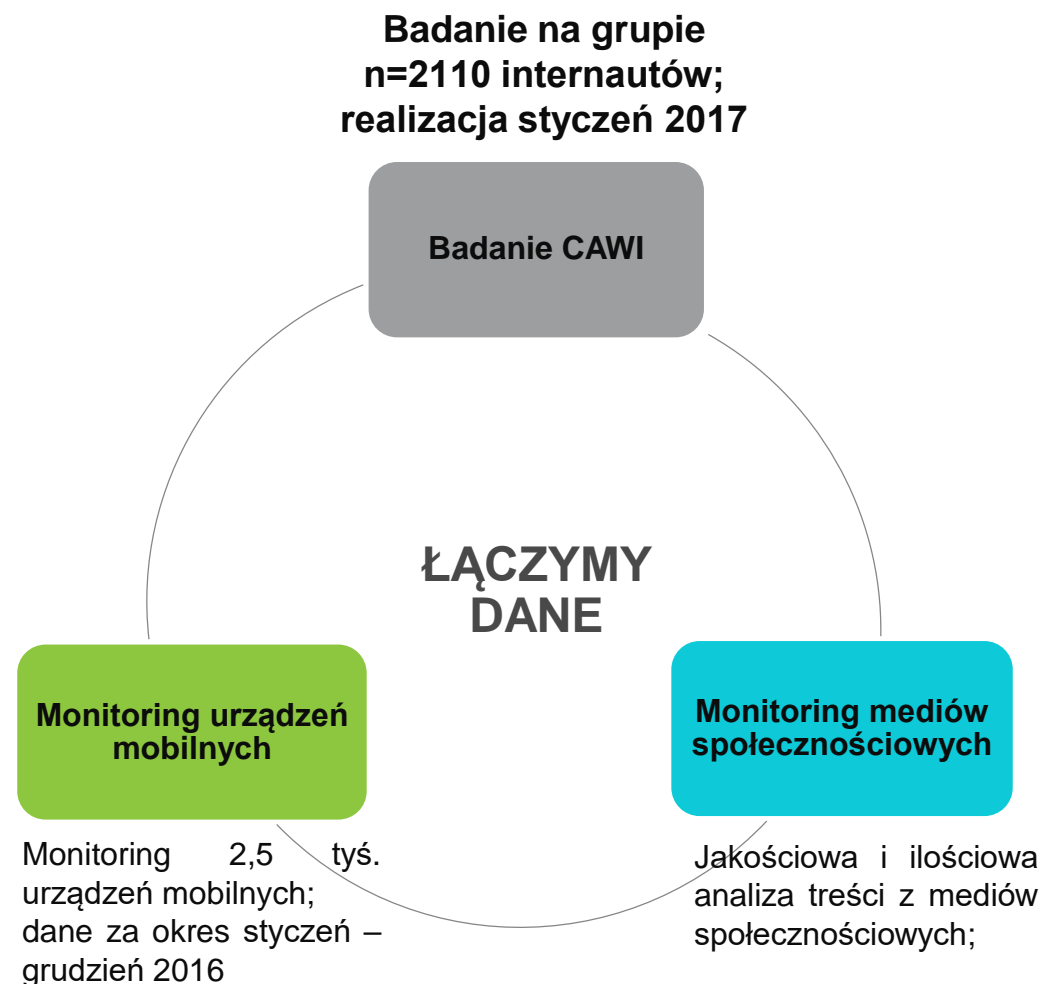 Badanie na grupie
n=2110 internautów;
realizacja styczeń 2017
Badanie CAWI
ŁĄCZYMY
DANE
Monitoring urządzeń
mobilnych
Monitoring mediów
społecznościowych
Monitoring 2,5 tyś.
urządzeń mobilnych;
dane za okres styczeń –
grudzień 2016
Jakościowa i ilościowa
analiza treści z mediów
społecznościowych;